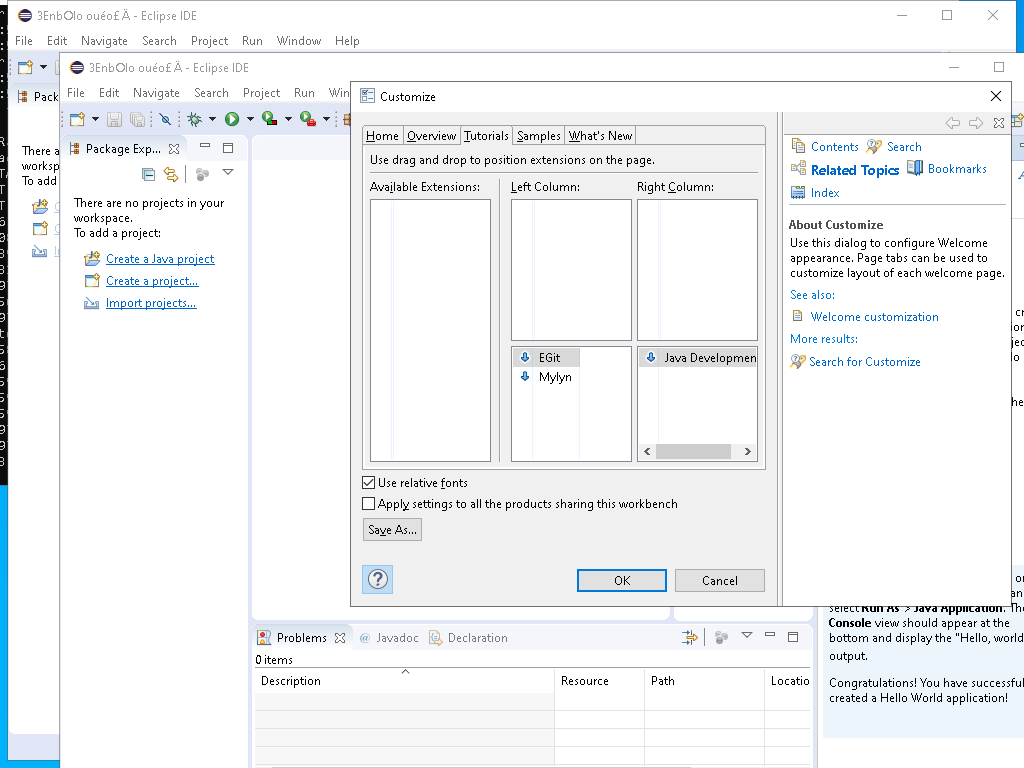 3EnbOlo ouéo£ Ä - Eclipse IDE
File Edit Navigate Search Project Run Window Help
3EnbOlo ouéo£ Ä - Eclipse IDE
File Edit Navigate Search Project Run
Customize
Pack
Package Exp...
There are no projects in your
workspace.
To add a project:
Create a Java project
Create a project...
Import projects...
There a
worksp
To add
Home Overview Tutorials Samples What's New
Use drag and drop to position extensions on the page.
Available Extensions: Left Column: Right Column:
EGit
Mylyn
Java Developmen
Use relative fonts
Apply settings to all the products sharing this workbench
Save As...
OK Cancel
Contents Search
Related Topics Bookmarks
Index
About Customize
Use this dialog to configure Welcome
appearance. Page tabs can be used to
customize layout of each welcome page.
See also:
Welcome customization
More results:
Search for Customize
select Run As > Java Application. The
Console view should appear at the
bottom and display the "Hello, world
output.
Congratulations! You have successful
created a Hello World application!
Problems @ Javadoc Declaration
0 items
Description Resource Path Locatio